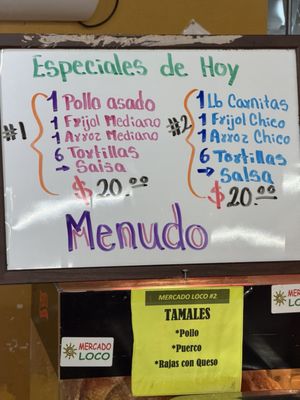 Especiales de Hoy
#1
1 Pollo asado
1 Frijol Mediano
1 Arroz Mediano
6 Tortillas
→ Salsa
$20.00
#2
1 Lb Carnitas
1 Frijol Chico
1 Arroz Chico
6 Tortillas
→ Salsa
$20.00
Menudo
MERCADO LOCO #2
TAMALES
*Pollo
*Puerco
*Rajas con Queso
MERCADO
LOCO
MERCADO
LOCO